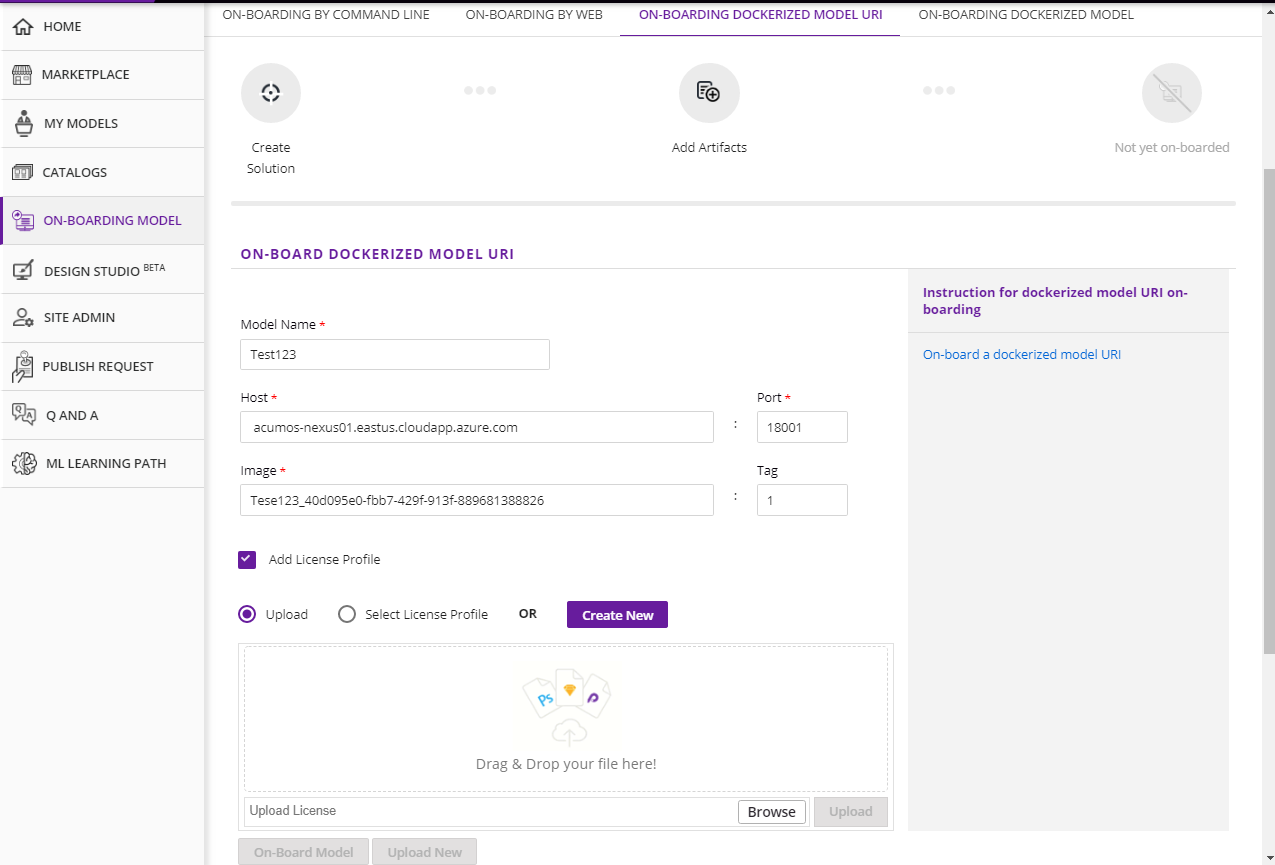 HOME
MARKETPLACE
MY MODELS
CATALOGS
ON-BOARDING MODEL
DESIGN STUDIO BETA
SITE ADMIN
PUBLISH REQUEST
Q AND A
ML LEARNING PATH
ON-BOARDING BY COMMAND LINE
ON-BOARDING BY WEB
ON-BOARDING DOCKERIZED MODEL URI
ON-BOARDING DOCKERIZED MODEL
Create
Solution
Add Artifacts
Not yet on-boarded
ON-BOARD DOCKERIZED MODEL URI
Model Name *
Test123
Host *
Port *
acumos-nexus01.eastus.cloudapp.azure.com
:
18001
Image *
Tag
Tese123_40d095e0-fbb7-429f-913f-889681388826
:
1
Add License Profile
Upload
Select License Profile
OR
Create New
Ps
Drag & Drop your file here!
Upload License
Browse
Upload
On-Board Model
Upload New
Instruction for dockerized model URI on-
boarding
On-board a dockerized model URI